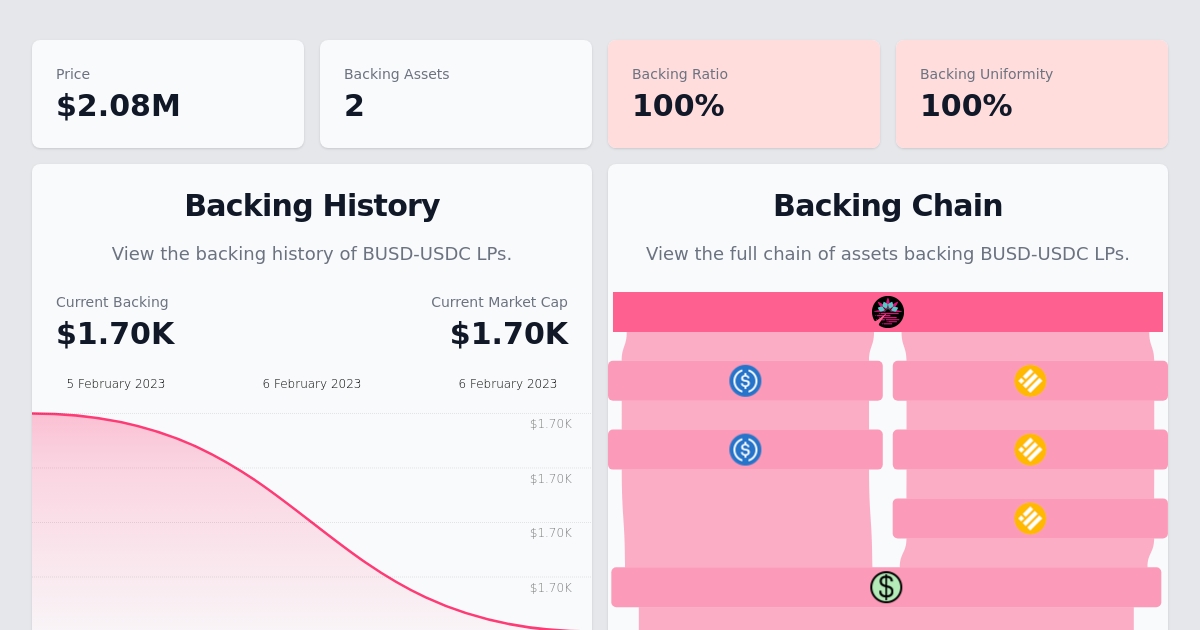 Price
$2.08M
Backing Assets
2
Backing Ratio
100%
Backing Uniformity
100%
Backing History
View the backing history of BUSD-USDC LPs.
Current Backing
$1.70K
Current Market Cap
$1.70K
5 February 2023
6 February 2023
6 February 2023
$1.70K
$1.70K
$1.70K
$1.70K
Backing Chain
View the full chain of assets backing BUSD-USDC LPs.
$
$
$